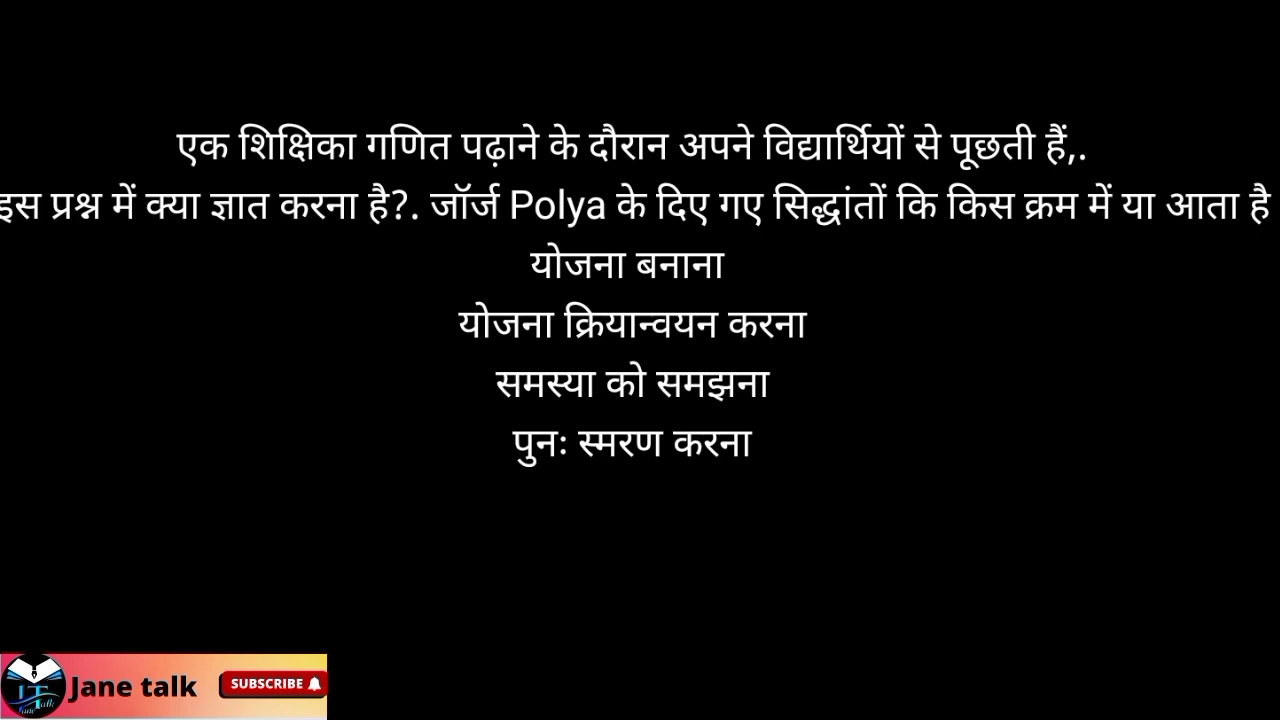 एक शिक्षिका गणित पढ़ाने के दौरान अपने विद्यार्थियों से पूछती हैं,.
इस प्रश्न में क्या ज्ञात करना है?. जॉर्ज Polya के दिए गए सिद्धांतों कि किस क्रम में या आता है
योजना बनाना
योजना क्रियान्वयन करना
समस्या को समझना
पुनः स्मरण करना
Jane talk
SUBSCRIBE